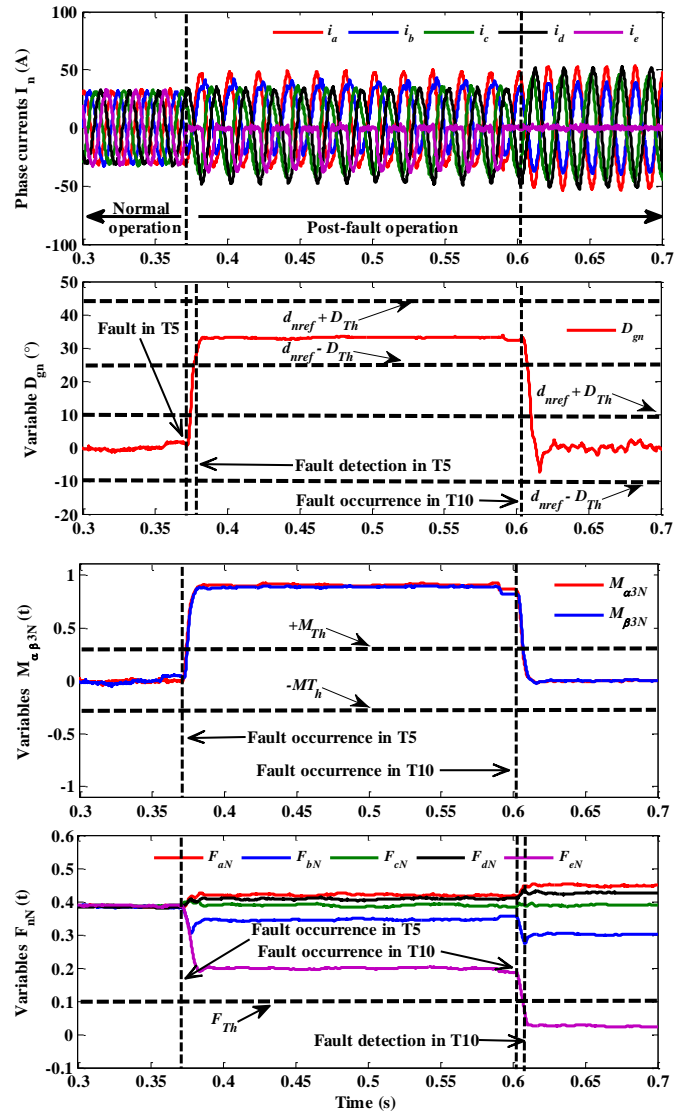 i_a i_b i_c i_d i_e
Phase currents I_n (A)
100
50
0
-50
-100
Normal operation
Post-fault operation
0.3 0.35 0.4 0.45 0.5 0.55 0.6 0.65 0.7
Variable D_gn (°)
50
40
30
20
10
0
-10
-20
d_nref + D_Th
D_gn
Fault in T5
d_nref - D_Th
d_nref + D_Th
Fault detection in T5
Fault occurrence in T10
d_nref - D_Th
0.3 0.35 0.4 0.45 0.5 0.55 0.6 0.65 0.7
Variables M_αβ3N(t)
1
0.5
0
-0.5
-1
M_α3N
M_β3N
+M_Th
-MT_h
Fault occurrence in T5
Fault occurrence in T10
0.3 0.35 0.4 0.45 0.5 0.55 0.6 0.65 0.7
Variables F_nN(t)
0.6
0.5
0.4
0.3
0.2
0.1
0
-0.1
F_aN F_bN F_cN F_dN F_eN
Fault occurrence in T5
Fault occurrence in T10
F_Th
Fault detection in T10
0.3 0.35 0.4 0.45 0.5 0.55 0.6 0.65 0.7
Time (s)